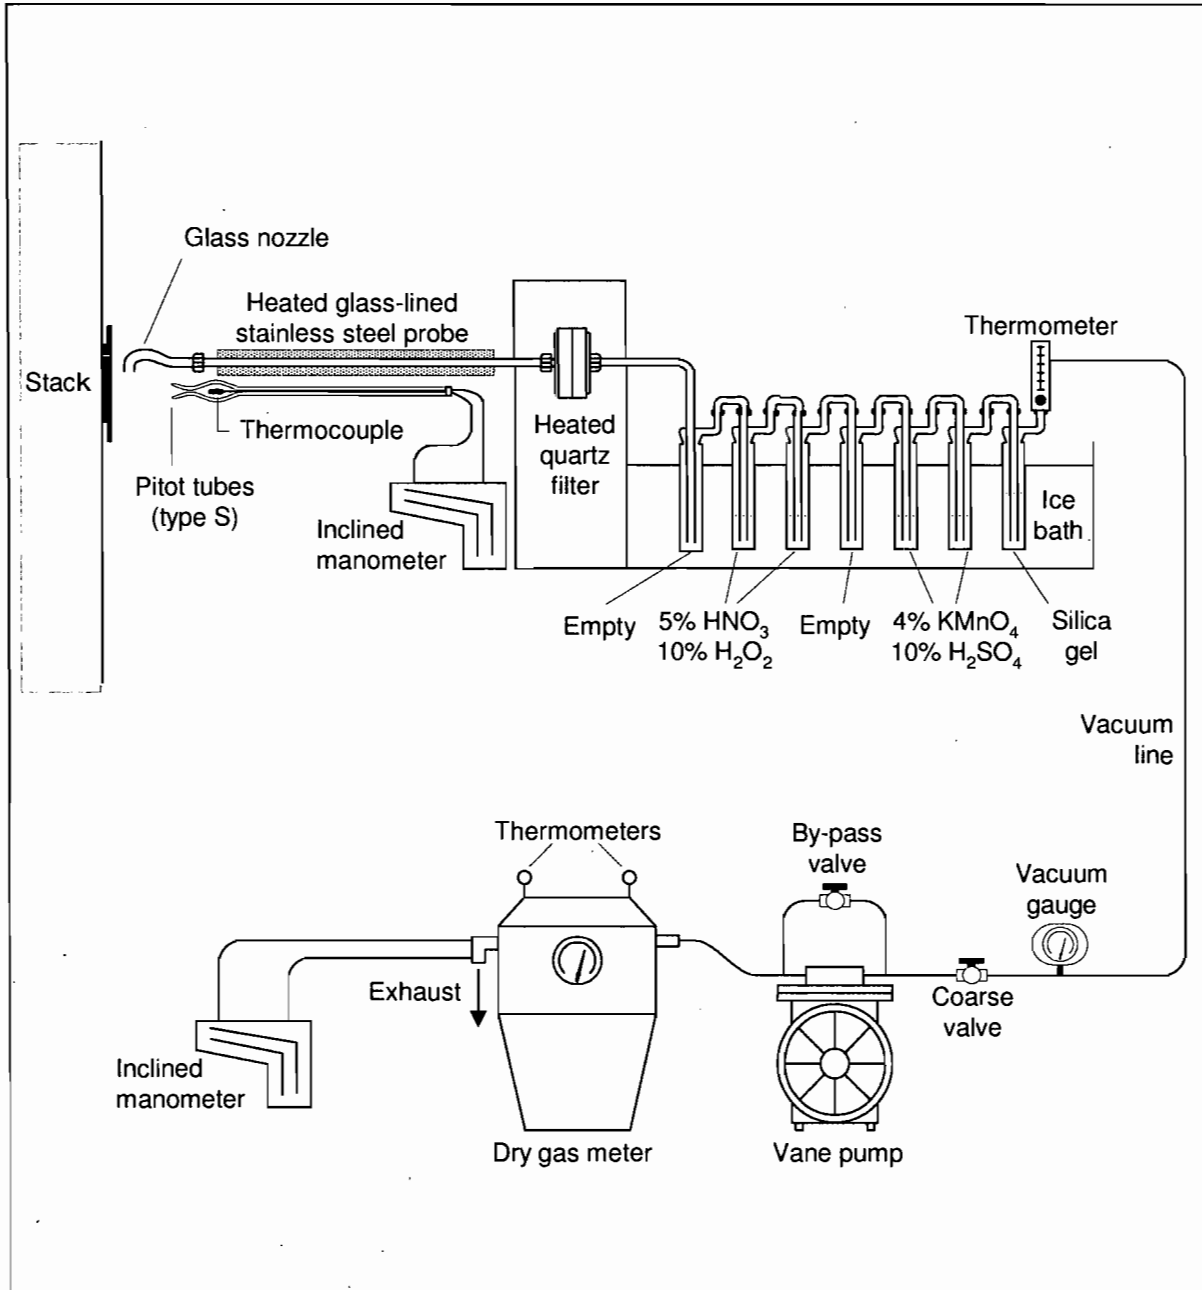 Glass nozzle
Heated glass-lined
stainless steel probe
Thermometer
Stack
Thermocouple
Heated
quartz
filter
Pitot tubes
(type S)
Inclined
manometer
Ice
bath
Empty
5% HNO₃
10% H₂O₂
Empty
4% KMnO₄
10% H₂SO₄
Silica
gel
Vacuum
line
Thermometers
By-pass
valve
Vacuum
gauge
Exhaust
Coarse
valve
Inclined
manometer
Dry gas meter
Vane pump